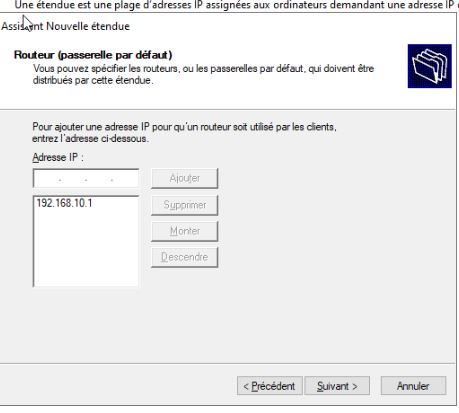 Une étendue est une plage d'adresses IP assignées aux ordinateurs demandant une adresse IP
Assistant Nouvelle étendue
Routeur (passerelle par défaut)
Vous pouvez spécifier les routeurs, ou les passerelles par défaut, qui doivent être
distribués par cette étendue.
Pour ajouter une adresse IP pour qu'un routeur soit utilisé par les clients,
entrez l'adresse ci-dessous.
Adresse IP :
. . .
Ajouter
192.168.10.1
Supprimer
Monter
Descendre
< Précédent
Suivant >
Annuler